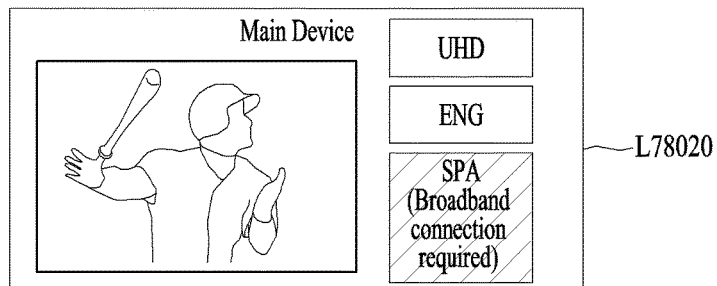 Main Device
UHD
ENG
SPA
(Broadband
connection
required)
L78020